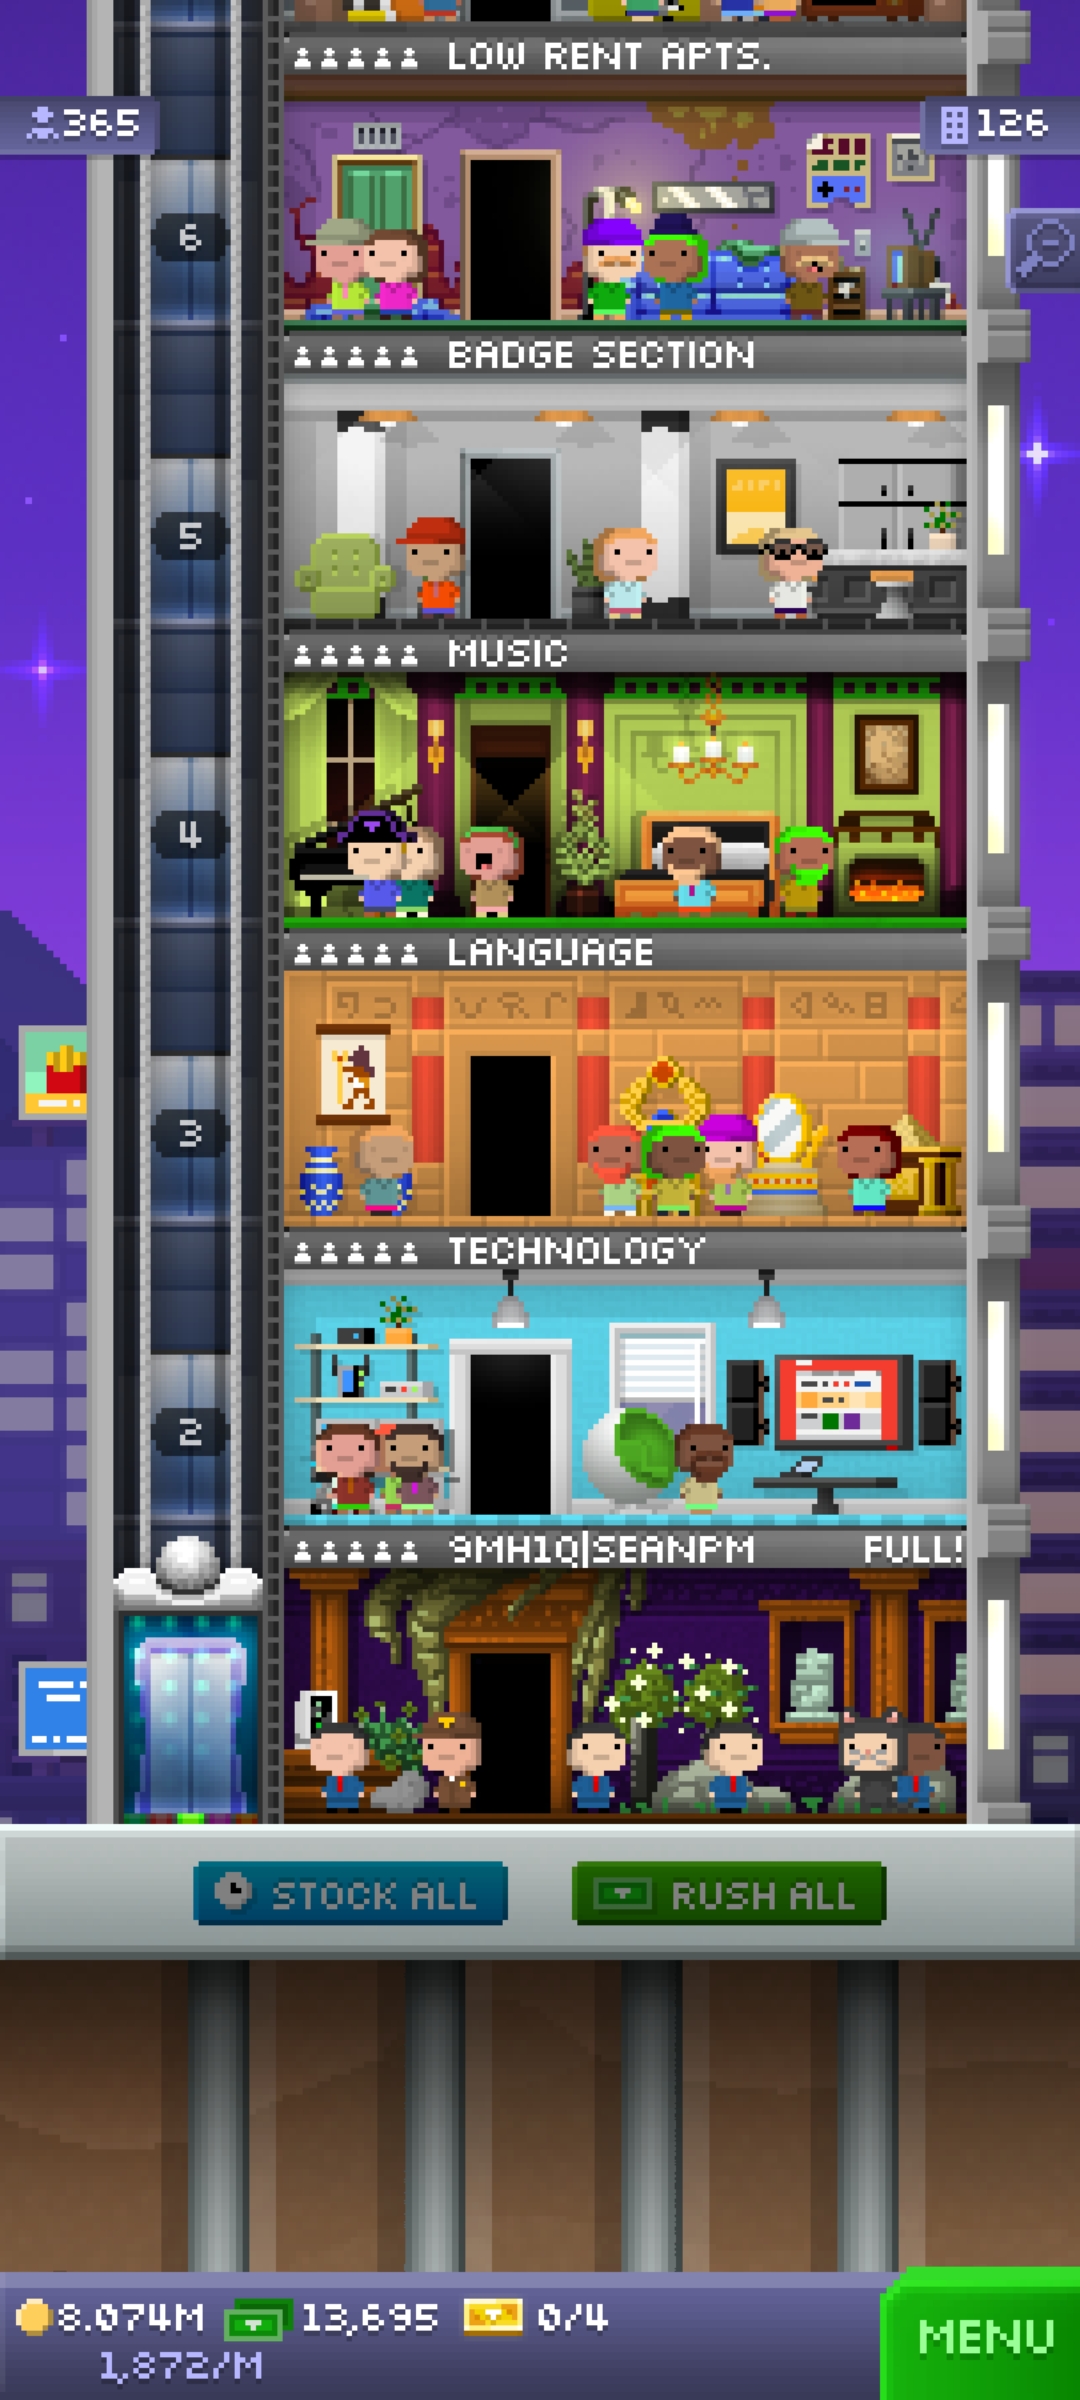 LOW RENT APTS.
365
126
6
BADGE SECTION
5
MUSIC
4
LANGUAGE
3
TECHNOLOGY
2
9MH1Q|SEANPM FULL!
STOCK ALL
RUSH ALL
8.074M 13,695 0/4
1,872/M
MENU